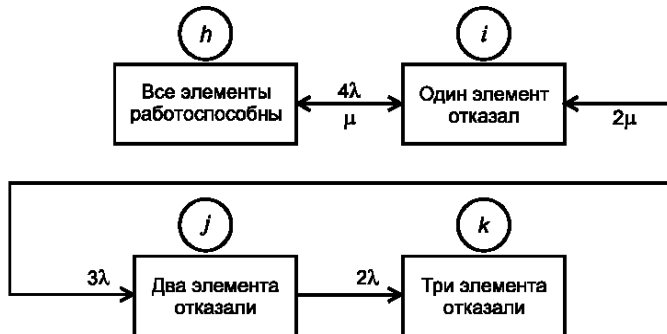 h
i
Все элементы
работоспособны
4λ
μ
Один элемент
отказал
2μ
j
k
3λ
Два элемента
отказали
2λ
Три элемента
отказали